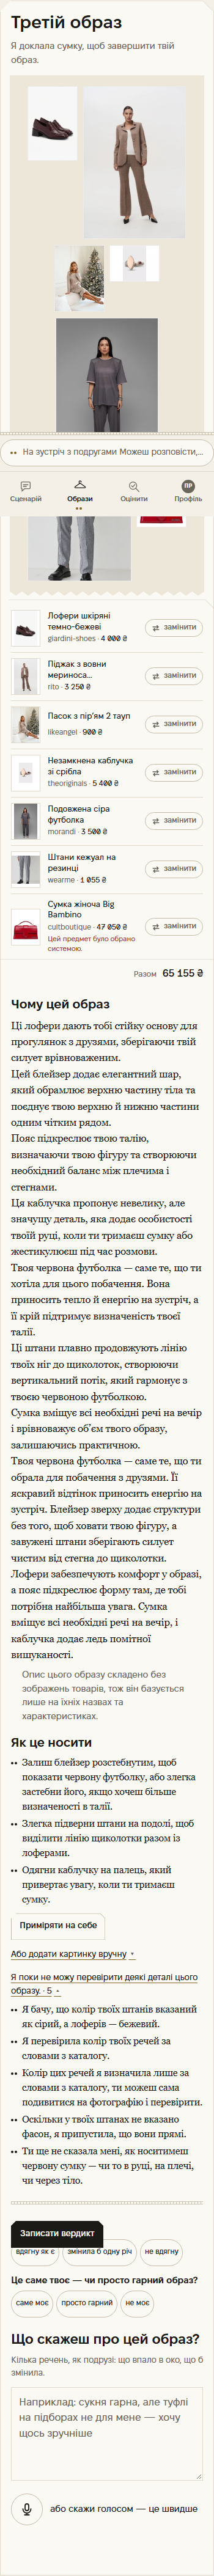 Третій образ
Я доклала сумку, щоб завершити твій
образ.
На зустріч з подругами Можеш розповісти,...
Сценарій
Образи
Оцінити
ПР
Профіль
Лофери шкіряні
темно-бежеві
giardini-shoes · 4 000 ₴
замінити
Піджак з вовни
мериноса...
rito · 3 250 ₴
замінити
Пасок з пір'ям 2 тауп
likeangel · 900 ₴
замінити
Незамкнена каблучка
зі срібла
theoriginals · 5 400 ₴
замінити
Подовжена сіра
футболка
morandi · 3 500 ₴
замінити
Штани кежуал на
резинці
wearme · 1 055 ₴
замінити
Сумка жіноча Big
Bambino
cultboutique · 47 050 ₴
Цей предмет було обрано
системою.
замінити
Разом 65 155 ₴
Чому цей образ
Ці лофери дають тобі стійку основу для
прогулянок з друзями, зберігаючи твій
силует врівноваженим.
Цей блейзер додає елегантний шар,
який обрамлює верхню частину тіла та
поєднує твою верхню й нижню частини
одним чітким рядом.
Пояс підкреслює твою талію,
визначаючи твою фігуру та створюючи
необхідний баланс між плечима і
стегнами.
Ця каблучка пропонує невелику, але
значущу деталь, яка додає особистості
твоїй руці, коли ти тримаєш сумку або
жестикулюєш під час розмови.
Твоя червона футболка — саме те, що ти
хотіла для цього побачення. Вона
приносить тепло й енергію на зустріч, а
її крій підтримує визначеність твоєї
талії.
Ці штани плавно продовжують лінію
твоїх ніг до щиколоток, створюючи
вертикальний потік, який гармонує з
твоєю червоною футболкою.
Сумка вміщує всі необхідні речі на вечір
і врівноважує об'єм твого образу,
залишаючись практичною.
Твоя червона футболка — саме те, що ти
обрала для побачення з друзями. Її
яскравий відтінок приносить енергію на
зустріч. Блейзер зверху додає структури
без того, щоб ховати твою фігуру, а
завужені штани зберігають силует
чистим від стегна до щиколотки.
Лофери забезпечують комфорт у образі,
а пояс підкреслює форму там, де тобі
потрібна найбільша увага. Сумка
вміщує всі необхідні речі на вечір, і
каблучка додає ледь помітної
вишуканості.
Опис цього образу складено без
зображень товарів, тож він базується
лише на їхніх назвах та
характеристиках.
Як це носити
Залиш блейзер розстебнутим, щоб
показати червону футболку, або злегка
застебни його, якщо хочеш більше
визначеності в талії.
Злегка підверни штани на подолі, щоб
виділити лінію щиколотки разом із
лоферами.
Одягни каблучку на палець, який
привертає увагу, коли ти тримаєш
сумку.
Приміряти на себе
Або додати картинку вручну
Я поки не можу перевірити деякі деталі цього
образу. · 5
Я бачу, що колір твоїх штанів вказаний
як сірий, а лоферів — бежевий.
Я перевірила колір твоїх речей за
словами з каталогу.
Колір цих речей я визначила лише за
словами з каталогу, ти можеш сама
подивитися на фотографію і перевірити.
Оскільки у твоїх штанах не вказано
фасон, я припустила, що вони прямі.
Ти ще не сказала мені, як носитимеш
червону сумку — чи то в руці, на плечі,
чи через тіло.
Записати вердикт
вдягну як є
змінила б одну річ
не вдягну
Це саме твоє — чи просто гарний образ?
саме моє
просто гарний
не моє
Що скажеш про цей образ?
Кілька речень, як подрузі: що впало в око, що б
змінила.
Наприклад: сукня гарна, але туфлі
на підборах не для мене — хочу
щось зручніше
або скажи голосом — це швидше